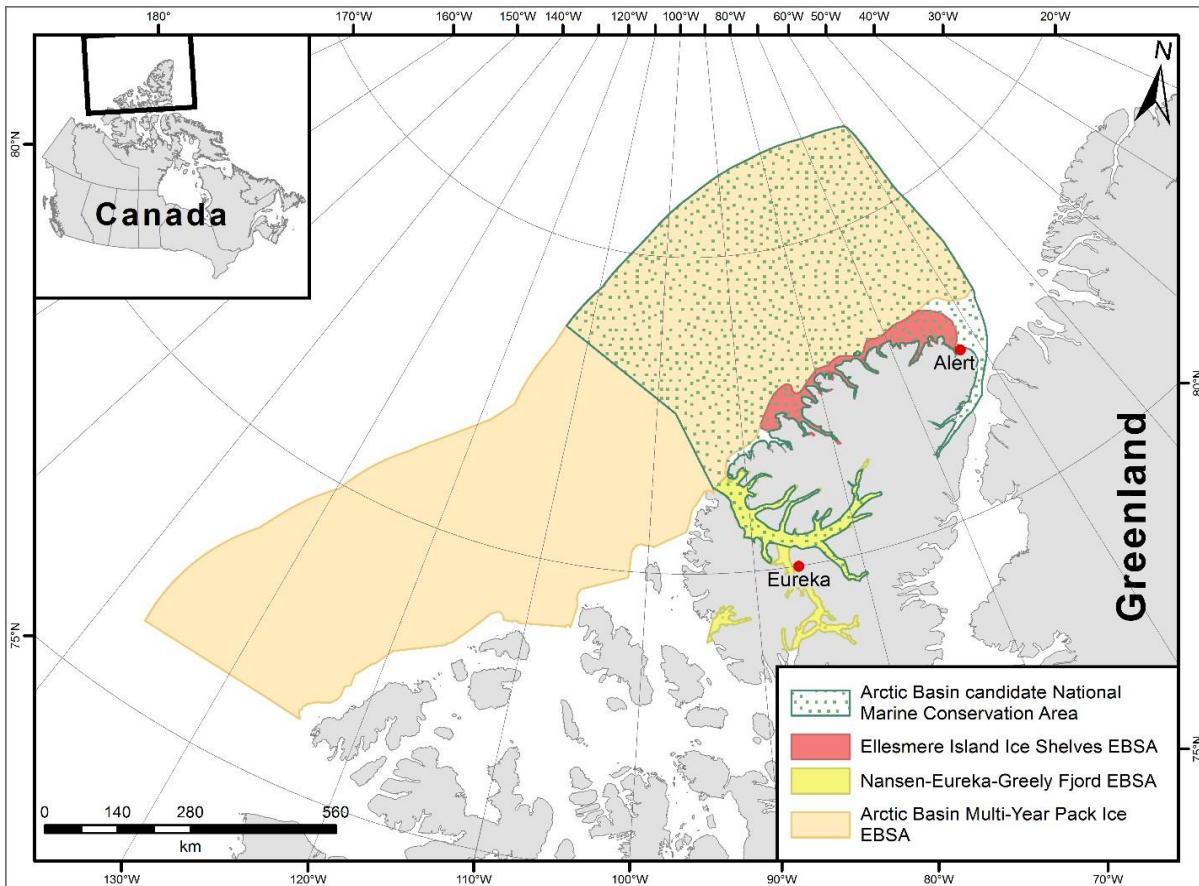 180°
170°W
160°W
150°W
140°W
130°W
120°W
110°W
100°W
90°W
80°W
70°W
60°W
50°W
40°W
30°W
20°W
N
80°N
Canada
Alert
80°N
Greenland
Eureka
75°N
75°N
Arctic Basin candidate National
Marine Conservation Area
Ellesmere Island Ice Shelves EBSA
Nansen-Eureka-Greely Fjord EBSA
Arctic Basin Multi-Year Pack Ice
EBSA
0 140 280 560
km
130°W
120°W
110°W
100°W
90°W
80°W
70°W